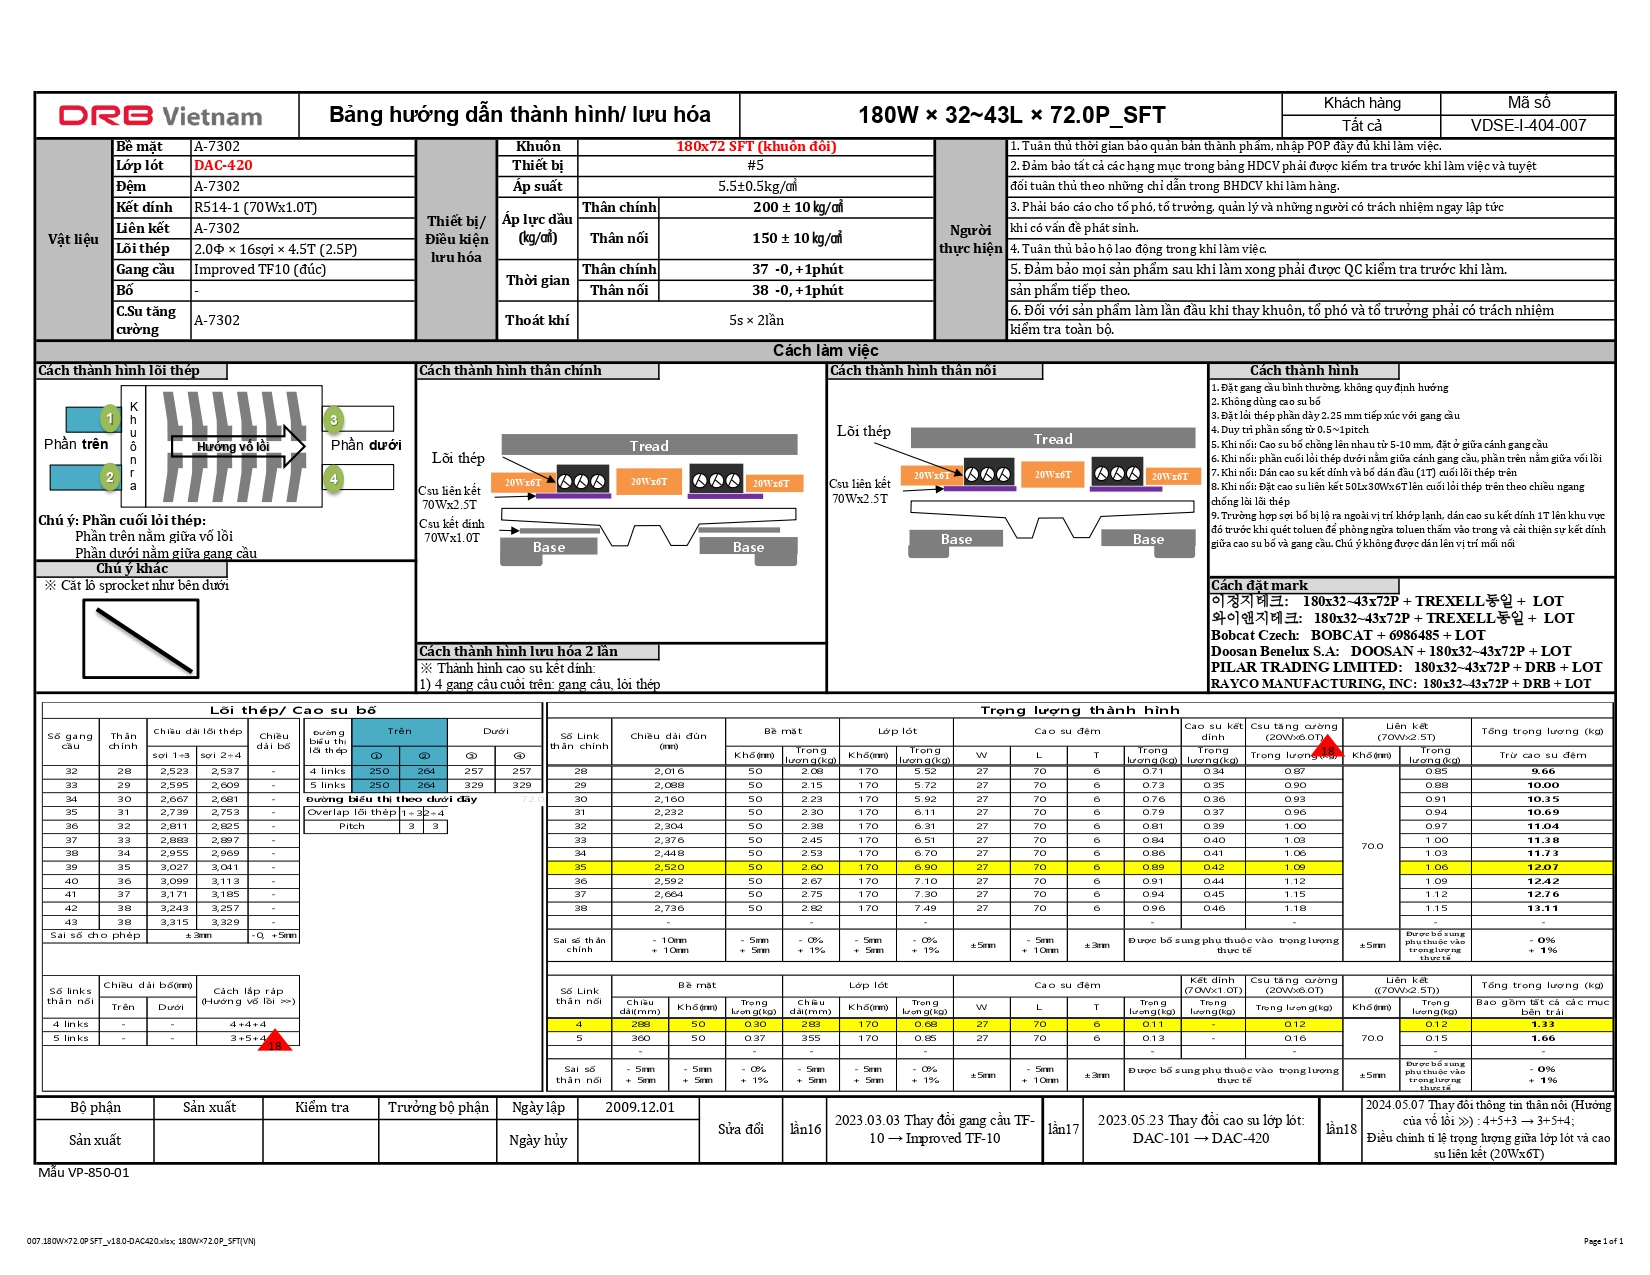 DRB Vietnam
Bảng hướng dẫn thành hình/ lưu hóa
180W × 32~43L × 72.0P_SFT
Khách hàng
Mã số
Tất cả
VDSE-I-404-007
Vật liệu
Bề mặt A-7302
Lớp lót DAC-420
Đệm A-7302
Kết dính R514-1 (70Wx1.0T)
Liên kết A-7302
Lõi thép 2.0Φ × 16sợi × 4.5T (2.5P)
Gang cầu Improved TF10 (đúc)
Bố -
C.Su tăng cường A-7302
Thiết bị/ Điều kiện lưu hóa
Khuôn 180x72 SFT (khuôn đôi)
Thiết bị #5
Áp suất 5.5±0.5kg/㎠
Áp lực dầu (kg/㎠)
Thân chính 200 ± 10 kg/㎠
Thân nối 150 ± 10 kg/㎠
Thời gian
Thân chính 37 -0, +1phút
Thân nối 38 -0, +1phút
Thoát khí 5s × 2lần
Người thực hiện
1. Tuân thủ thời gian bảo quản bán thành phẩm, nhập POP đầy đủ khi làm việc.
2. Đảm bảo tất cả các hạng mục trong bảng HDCV phải được kiểm tra trước khi làm việc và tuyệt
đối tuân thủ theo những chỉ dẫn trong BHDCV khi làm hàng.
3. Phải báo cáo cho tổ phó, tổ trưởng, quản lý và những người có trách nhiệm ngay lập tức
khi có vấn đề phát sinh.
4. Tuân thủ bảo hộ lao động trong khi làm việc.
5. Đảm bảo mọi sản phẩm sau khi làm xong phải được QC kiểm tra trước khi làm.
sản phẩm tiếp theo.
6. Đối với sản phẩm làm lần đầu khi thay khuôn, tổ phó và tổ trưởng phải có trách nhiệm
kiểm tra toàn bộ.
Cách làm việc
Cách thành hình lõi thép
1
2
3
4
Phần trên
Khuôn ra
Hướng vố lồi
Phần dưới
Chú ý: Phần cuối lỏi thép:
Phần trên nằm giữa vố lồi
Phần dưới nằm giữa gang cầu
Chú ý khác
※ Cắt lô sprocket như bên dưới
Cách thành hình thân chính
Tread
Lõi thép
20Wx6T
20Wx6T
20Wx6T
Csu liên kết
70Wx2.5T
Csu kết dính
70Wx1.0T
Base
Base
Cách thành hình lưu hóa 2 lần
※ Thành hình cao su kết dính:
1) 4 gang cầu cuối trên: gang cầu, lỏi thép
Cách thành hình thân nối
Lõi thép
Tread
20Wx6T
20Wx6T
20Wx6T
Csu liên kết
70Wx2.5T
Base
Base
Cách thành hình
1. Đặt gang cầu bình thường, không quy định hướng
2. Không dùng cao su bố
3. Đặt lỏi thép phần dày 2.25 mm tiếp xúc với gang cầu
4. Duy trì phần sống từ 0.5~1pitch
5. Khi nối: Cao su bố chồng lên nhau từ 5-10 mm, đặt ở giữa cánh gang cầu
6. Khi nối: phần cuối lỏi thép dưới nằm giữa cánh gang cầu, phần trên nằm giữa vối lồi
7. Khi nối: Dán cao su kết dính và bố dán đầu (1T) cuối lõi thép trên
8. Khi nối: Đặt cao su liên kết 50Lx30Wx6T lên cuối lỏi thép trên theo chiều ngang
chống lòi lõi thép
9. Trường hợp sợi bố bị lộ ra ngoài vị trí khớp lạnh, dán cao su kết dính 1T lên khu vực
đó trước khi quét toluen để phòng ngừa toluen thấm vào trong và cải thiện sự kết dính
giữa cao su bố và gang cầu. Chú ý không được dán lên vị trí mối nối
Cách đặt mark
이정지테크: 180x32~43x72P + TREXELL동일 + LOT
와이앤지테크: 180x32~43x72P + TREXELL동일 + LOT
Bobcat Czech: BOBCAT + 6986485 + LOT
Doosan Benelux S.A: DOOSAN + 180x32~43x72P + LOT
PILAR TRADING LIMITED: 180x32~43x72P + DRB + LOT
RAYCO MANUFACTURING, INC: 180x32~43x72P + DRB + LOT
Lõi thép/ Cao su bố
Số gang cầu Thân chính Chiều dài lõi thép Chiều dài bố
sợi 1÷3 sợi 2÷4
32 28 2,523 2,537 -
33 29 2,595 2,609 -
34 30 2,667 2,681 -
35 31 2,739 2,753 -
36 32 2,811 2,825 -
37 33 2,883 2,897 -
38 34 2,955 2,969 -
39 35 3,027 3,041 -
40 36 3,099 3,113 -
41 37 3,171 3,185 -
42 38 3,243 3,257 -
43 38 3,315 3,329 -
Sai số cho phép ±3mm -0, +5mm
Đường biểu thị lõi thép Trên Dưới
① ② ③ ④
4 links 250 264 257 257
5 links 250 264 329 329
Đường biểu thị theo dưới đây 72.0
Overlap lõi thép 1÷3 2÷4
Pitch 3 3
Số links thân nối Chiều dài bố(mm) Cách lắp ráp (Hướng vố lồi >>)
Trên Dưới
4 links - - 4+4+4
5 links - - 3+5+4
18
Trọng lượng thành hình
Số Link thân chính Chiều dài đùn (mm) Bề mặt Lớp lót Cao su đệm Cao su kết dính Csu tăng cường (20Wx6.0T) Liên kết (70Wx2.5T) Tổng trọng lượng (kg)
18
Khổ(mm) Trọng lượng(kg) Khổ(mm) Trọng lượng(kg) W L T Trọng lượng(kg) Trọng lượng(kg) Trọng lượng(kg) Khổ(mm) Trọng lượng(kg) Trừ cao su đệm
28 2,016 50 2.08 170 5.52 27 70 6 0.71 0.34 0.87 0.85 9.66
29 2,088 50 2.15 170 5.72 27 70 6 0.73 0.35 0.90 0.88 10.00
30 2,160 50 2.23 170 5.92 27 70 6 0.76 0.36 0.93 0.91 10.35
31 2,232 50 2.30 170 6.11 27 70 6 0.79 0.37 0.96 0.94 10.69
32 2,304 50 2.38 170 6.31 27 70 6 0.81 0.39 1.00 0.97 11.04
33 2,376 50 2.45 170 6.51 27 70 6 0.84 0.40 1.03 1.00 11.38
34 2,448 50 2.53 170 6.70 27 70 6 0.86 0.41 1.06 70.0 1.03 11.73
35 2,520 50 2.60 170 6.90 27 70 6 0.89 0.42 1.09 1.06 12.07
36 2,592 50 2.67 170 7.10 27 70 6 0.91 0.44 1.12 1.09 12.42
37 2,664 50 2.75 170 7.30 27 70 6 0.94 0.45 1.15 1.12 12.76
38 2,736 50 2.82 170 7.49 27 70 6 0.96 0.46 1.18 1.15 13.11
- - - - - - - -
Sai số thân chính - 10mm + 10mm - 5mm + 5mm - 0% + 1% - 5mm + 5mm - 0% + 1% ±5mm - 5mm + 10mm ±3mm Được bổ sung phụ thuộc vào trọng lượng thực tế ±5mm Được bổ sung phụ thuộc vào trọng lượng thực tế - 0% + 1%
Số Link thân nối Bề mặt Lớp lót Cao su đệm Kết dính (70Wx1.0T) Csu tăng cường (20Wx6.0T) Liên kết ((70Wx2.5T)) Tổng trọng lượng (kg)
Chiều dài(mm) Khổ(mm) Trọng lượng(kg) Chiều dài(mm) Khổ(mm) Trọng lượng(kg) W L T Trọng lượng(kg) Trọng lượng(kg) Trọng lượng(kg) Khổ(mm) Trọng lượng(kg) Bao gồm tất cả các mục bên trái
4 288 50 0.30 283 170 0.68 27 70 6 0.11 - 0.12 0.12 1.33
5 360 50 0.37 355 170 0.85 27 70 6 0.13 - 0.16 70.0 0.15 1.66
- - - - - - - -
Sai số thân nối - 5mm + 5mm - 5mm + 5mm - 0% + 1% - 5mm + 5mm - 5mm + 5mm - 0% + 1% ±5mm - 5mm + 10mm ±3mm Được bổ sung phụ thuộc vào trọng lượng thực tế ±5mm Được bổ sung phụ thuộc vào trọng lượng thực tế - 0% + 1%
Bộ phận Sản xuất Kiểm tra Trưởng bộ phận Ngày lập 2009.12.01
Sản xuất
Ngày hủy
Sửa đổi
lần16
2023.03.03 Thay đổi gang cầu TF-
10 → Improved TF-10
lần17
2023.05.23 Thay đổi cao su lớp lót:
DAC-101 → DAC-420
lần18
2024.05.07 Thay đổi thông tin thân nối (Hướng
của vố lồi ≫) : 4+5+3 → 3+5+4;
Điều chỉnh tỉ lệ trọng lượng giữa lớp lót và cao
su liên kết (20Wx6T)
Mẫu VP-850-01
007.180W×72.0P SFT_v18.0-DAC420.xlsx; 180W×72.0P_SFT(VN)
Page 1 of 1